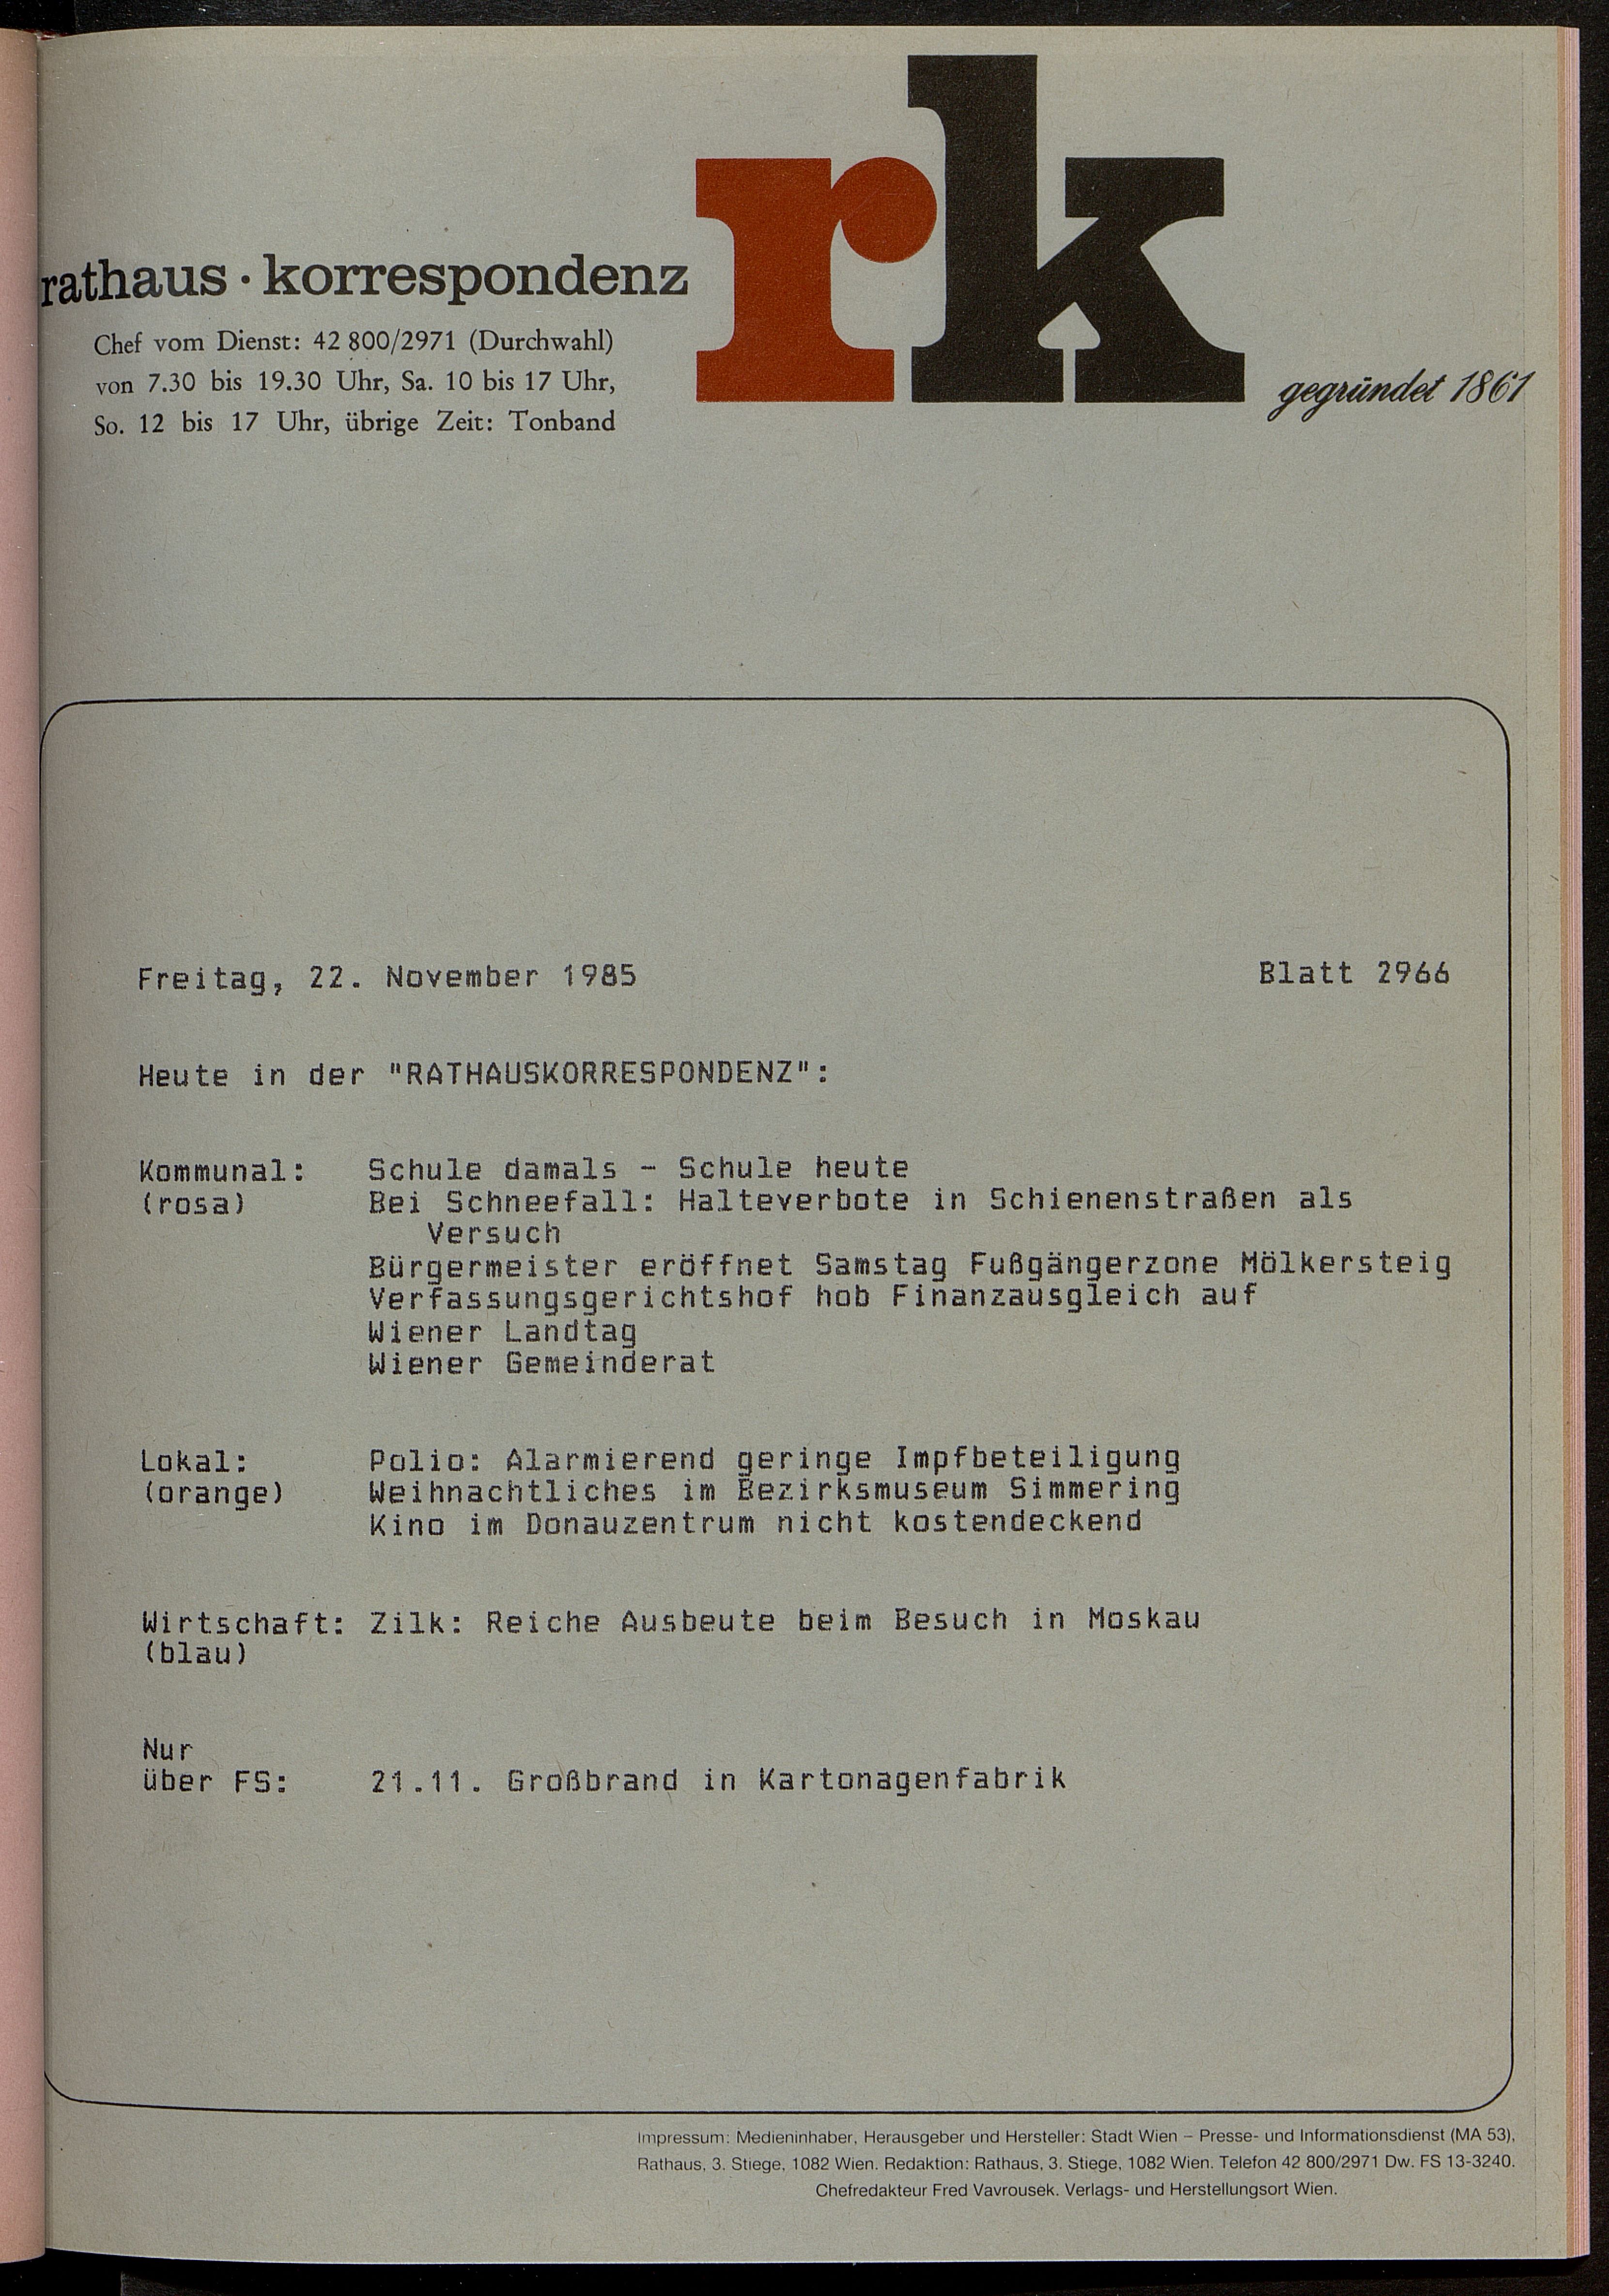 rk
rathaus · korrespondenz
Chef vom Dienst: 42 800/2971 (Durchwahl)
von 7.30 bis 19.30 Uhr, Sa. 10 bis 17 Uhr,
So. 12 bis 17 Uhr, übrige Zeit: Tonband
gegründet 1861
Freitag, 22. November 1985 Blatt 2966
Heute in der "RATHAUSKORRESPONDENZ":
Kommunal: Schule damals - Schule heute
(rosa) Bei Schneefall: Halteverbote in Schienenstraßen als
Versuch
Bürgermeister eröffnet Samstag Fußgängerzone Mölkersteig
Verfassungsgerichtshof hob Finanzausgleich auf
Wiener Landtag
Wiener Gemeinderat
Lokal: Polio: Alarmierend geringe Impfbeteiligung
(orange) Weihnachtliches im Bezirksmuseum Simmering
Kino im Donauzentrum nicht kostendeckend
Wirtschaft: Zilk: Reiche Ausbeute beim Besuch in Moskau
(blau)
Nur
über FS: 21.11. Großbrand in Kartonagenfabrik
Impressum: Medieninhaber, Herausgeber und Hersteller: Stadt Wien – Presse- und Informationsdienst (MA 53),
Rathaus, 3. Stiege, 1082 Wien. Redaktion: Rathaus, 3. Stiege, 1082 Wien. Telefon 42 800/2971 Dw. FS 13-3240.
Chefredakteur Fred Vavrousek. Verlags- und Herstellungsort Wien.